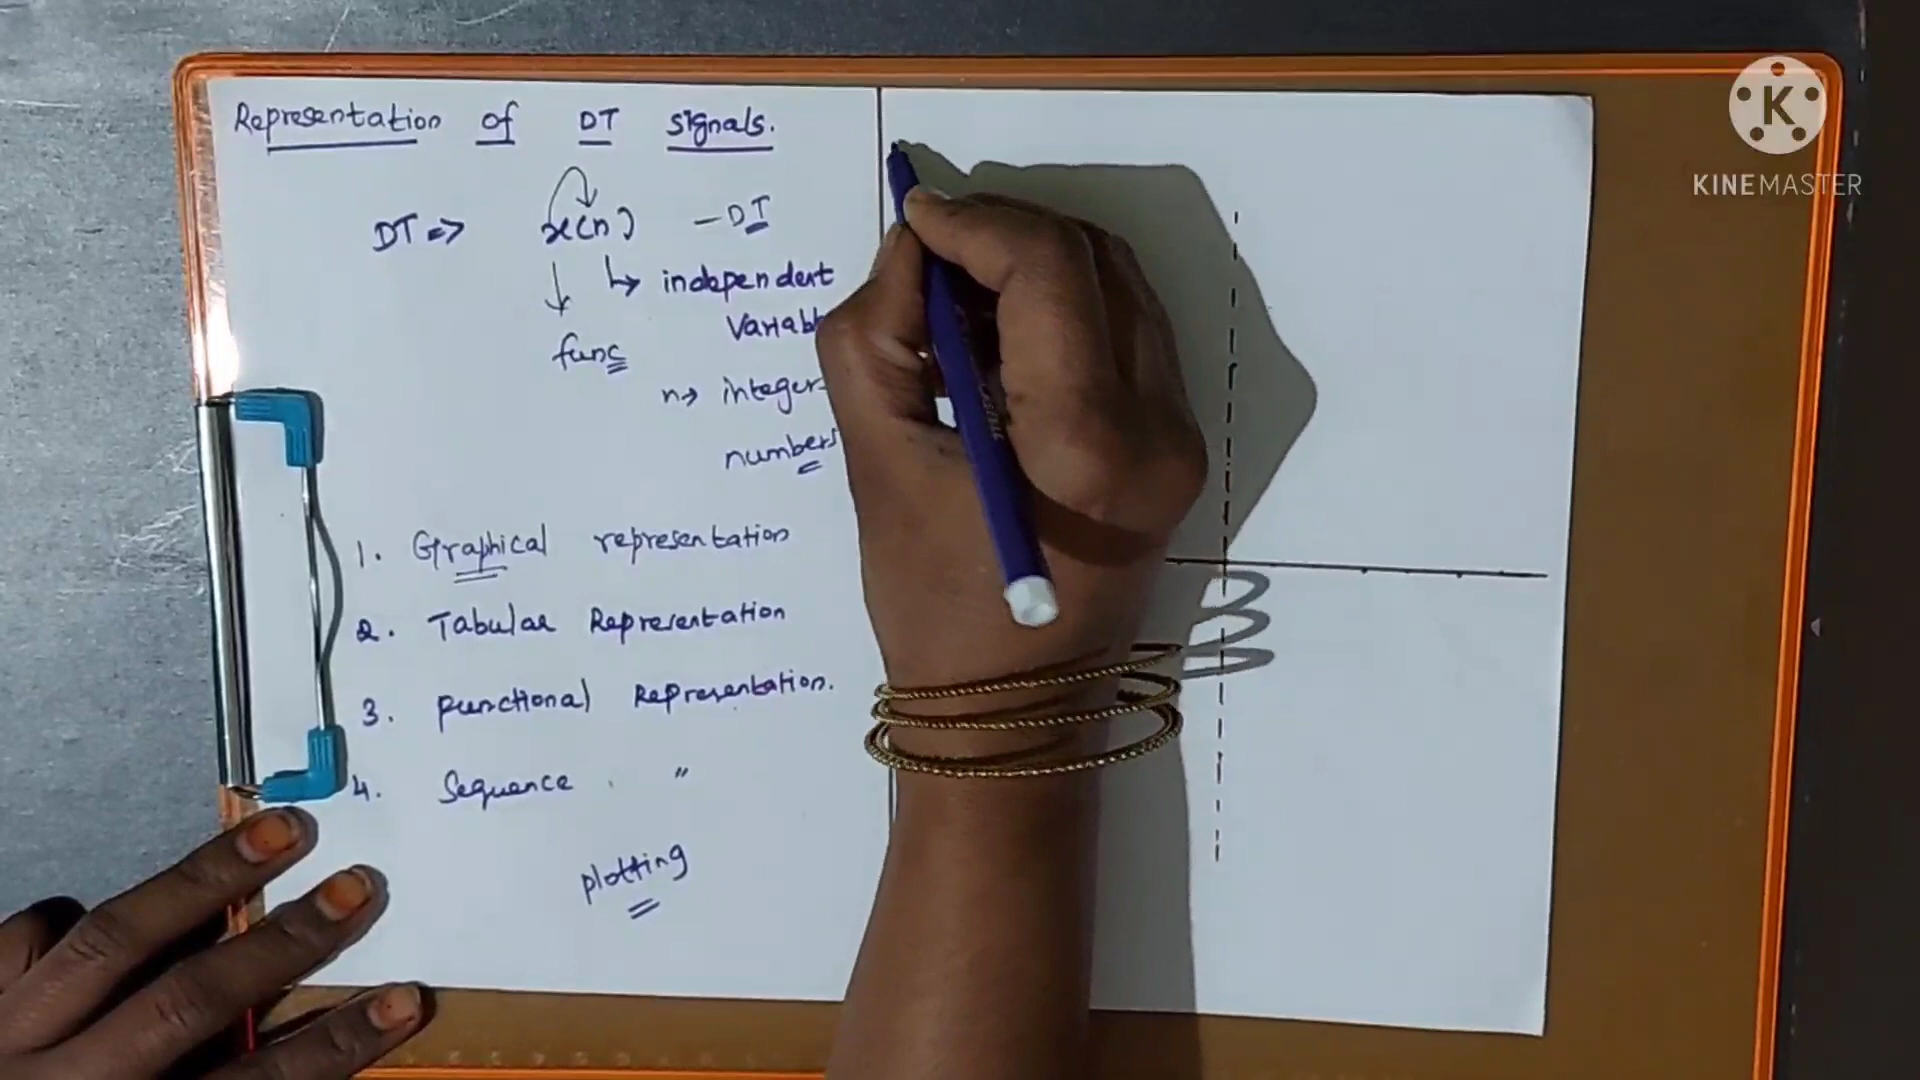 Representation of DT signals.
DT => x(n) - DT
↳ independent
Variab
func
n → integer
numbers
1. Graphical representation
2. Tabular Representation
3. Functional Representation.
4. Sequence "
plotting
K
KINEMASTER